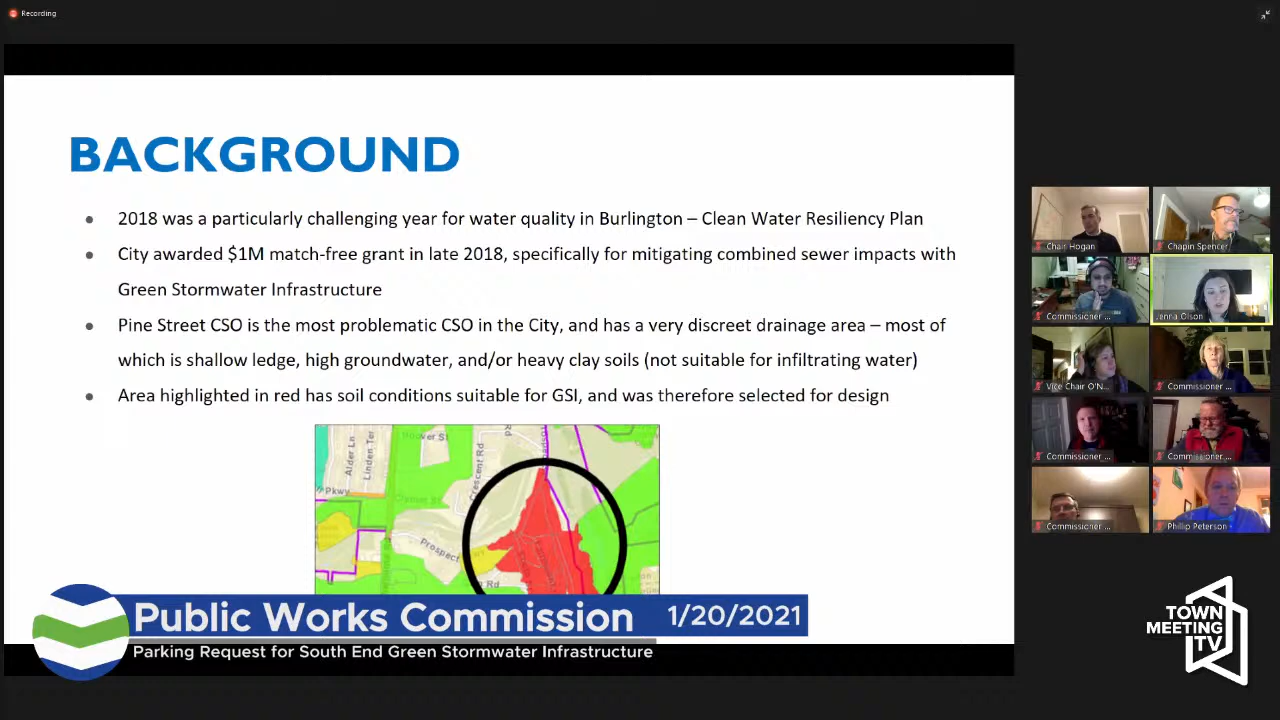 Recording
BACKGROUND
2018 was a particularly challenging year for water quality in Burlington – Clean Water Resiliency Plan
City awarded $1M match-free grant in late 2018, specifically for mitigating combined sewer impacts with
Green Stormwater Infrastructure
Pine Street CSO is the most problematic CSO in the City, and has a very discreet drainage area – most of
which is shallow ledge, high groundwater, and/or heavy clay soils (not suitable for infiltrating water)
Area highlighted in red has soil conditions suitable for GSI, and was therefore selected for design
Hoover St
Alder Ln
Linden Ter
Crescent Rd
Pkwy
Prospect
Rd
Chair Hogan
Chapin Spencer
Commissioner ...
Jenna Olson
Vice Chair O'N...
Commissioner ...
Commissioner ...
Commissioner ...
Commissioner ...
Phillip Peterson
Public Works Commission
1/20/2021
Parking Request for South End Green Stormwater Infrastructure
TOWN
MEETING
TV